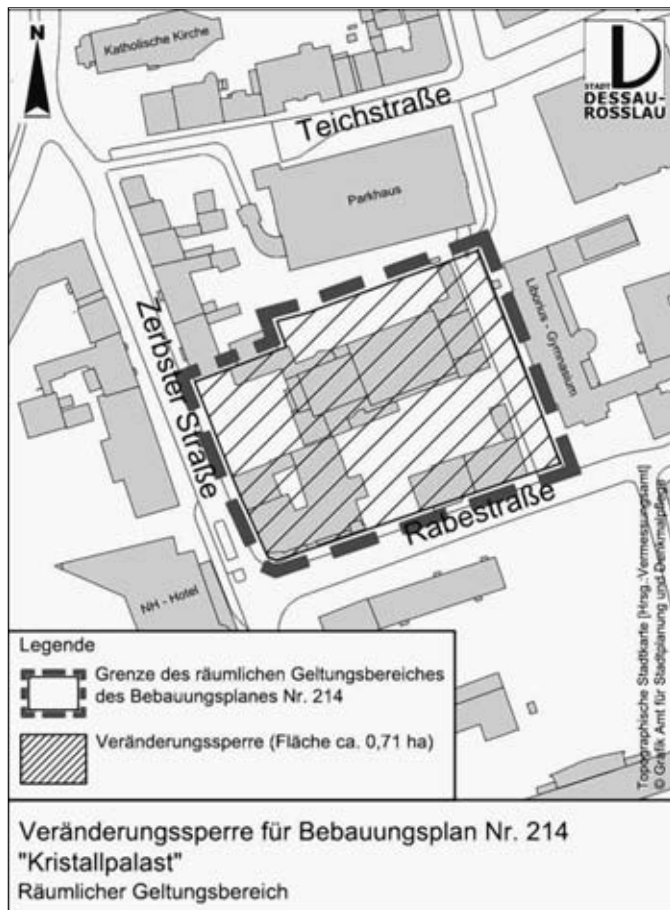 N
Katholische Kirche
STADT
DESSAU-
ROSSLAU
Teichstraße
Parkhaus
Zerbster Straße
Liborius - Gymnasium
Rabestraße
NH - Hotel
Legende
Grenze des räumlichen Geltungsbereiches
des Bebauungsplanes Nr. 214
Veränderungssperre (Fläche ca. 0,71 ha)
Topographische Stadtkarte [Hrsg.:Vermessungsamt]
© Grafik Amt für Stadtplanung und Denkmalpflege
Veränderungssperre für Bebauungsplan Nr. 214
"Kristallpalast"
Räumlicher Geltungsbereich